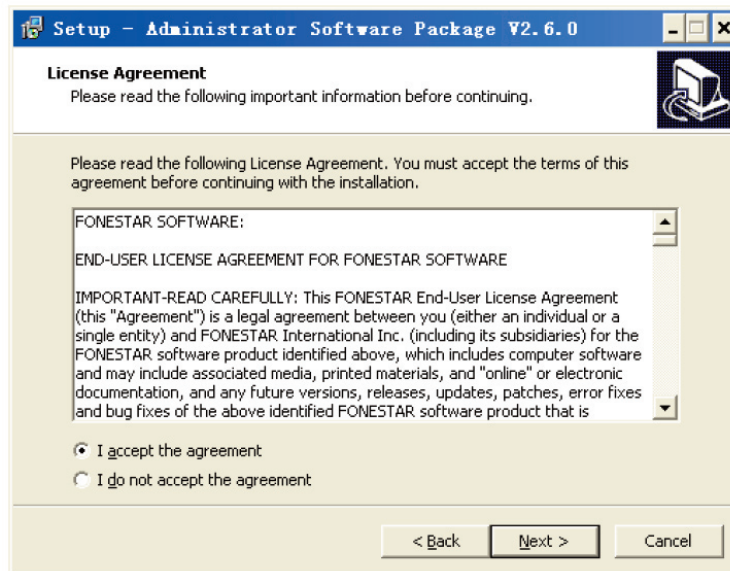 Setup - Administrator Software Package V2.6.0
License Agreement
Please read the following important information before continuing.
Please read the following License Agreement. You must accept the terms of this
agreement before continuing with the installation.
FONESTAR SOFTWARE:
END-USER LICENSE AGREEMENT FOR FONESTAR SOFTWARE
IMPORTANT-READ CAREFULLY: This FONESTAR End-User License Agreement
(this "Agreement") is a legal agreement between you (either an individual or a
single entity) and FONESTAR International Inc. (including its subsidiaries) for the
FONESTAR software product identified above, which includes computer software
and may include associated media, printed materials, and "online" or electronic
documentation, and any future versions, releases, updates, patches, error fixes
and bug fixes of the above identified FONESTAR software product that is
I accept the agreement
I do not accept the agreement
< Back Next > Cancel